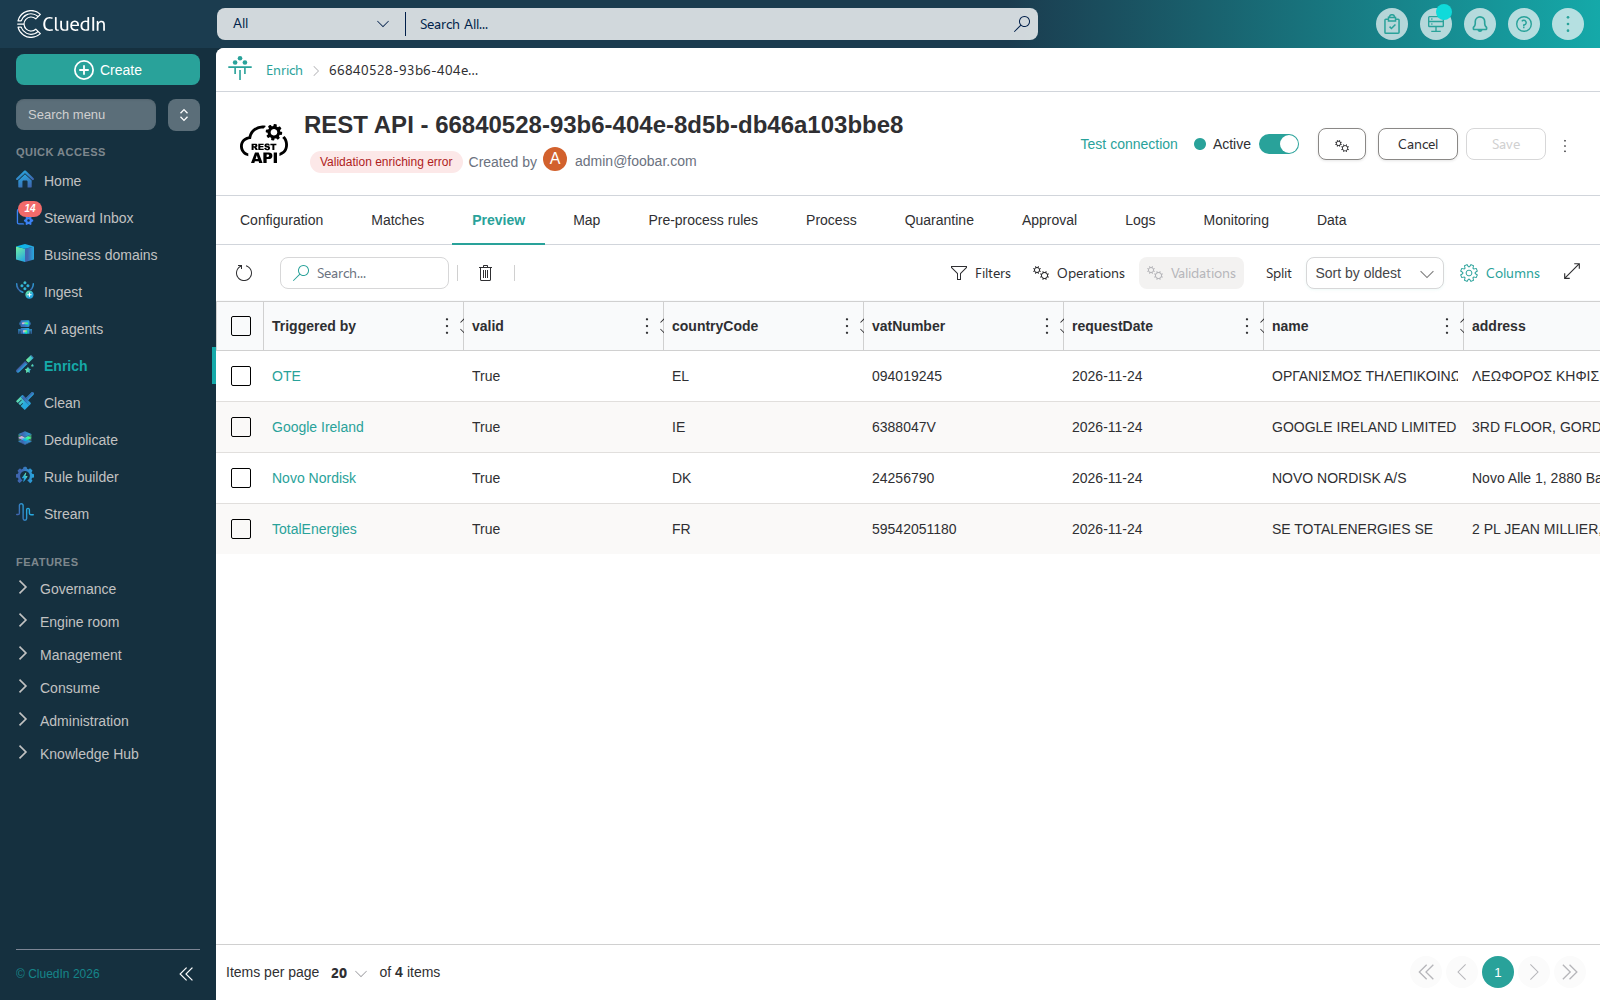 CluedIn
All
Search All...
Create
Search menu
QUICK ACCESS
Home
14
Steward Inbox
Business domains
Ingest
AI agents
Enrich
Clean
Deduplicate
Rule builder
Stream
FEATURES
Governance
Engine room
Management
Consume
Administration
Knowledge Hub
© CluedIn 2026
Enrich
66840528-93b6-404e...
REST API
REST API - 66840528-93b6-404e-8d5b-db46a103bbe8
Validation enriching error
Created by
A
admin@foobar.com
Test connection
Active
Cancel
Save
Configuration
Matches
Preview
Map
Pre-process rules
Process
Quarantine
Approval
Logs
Monitoring
Data
Search...
Filters
Operations
Validations
Split
Sort by oldest
Columns
Triggered by valid countryCode vatNumber requestDate name address
OTE True EL 094019245 2026-11-24 ΟΡΓΑΝΙΣΜΟΣ ΤΗΛΕΠΙΚΟΙΝΩ ΛΕΩΦΟΡΟΣ ΚΗΦΙΣ
Google Ireland True IE 6388047V 2026-11-24 GOOGLE IRELAND LIMITED 3RD FLOOR, GORD
Novo Nordisk True DK 24256790 2026-11-24 NOVO NORDISK A/S Novo Alle 1, 2880 Ba
TotalEnergies True FR 59542051180 2026-11-24 SE TOTALENERGIES SE 2 PL JEAN MILLIER,
Items per page 20 of 4 items
1